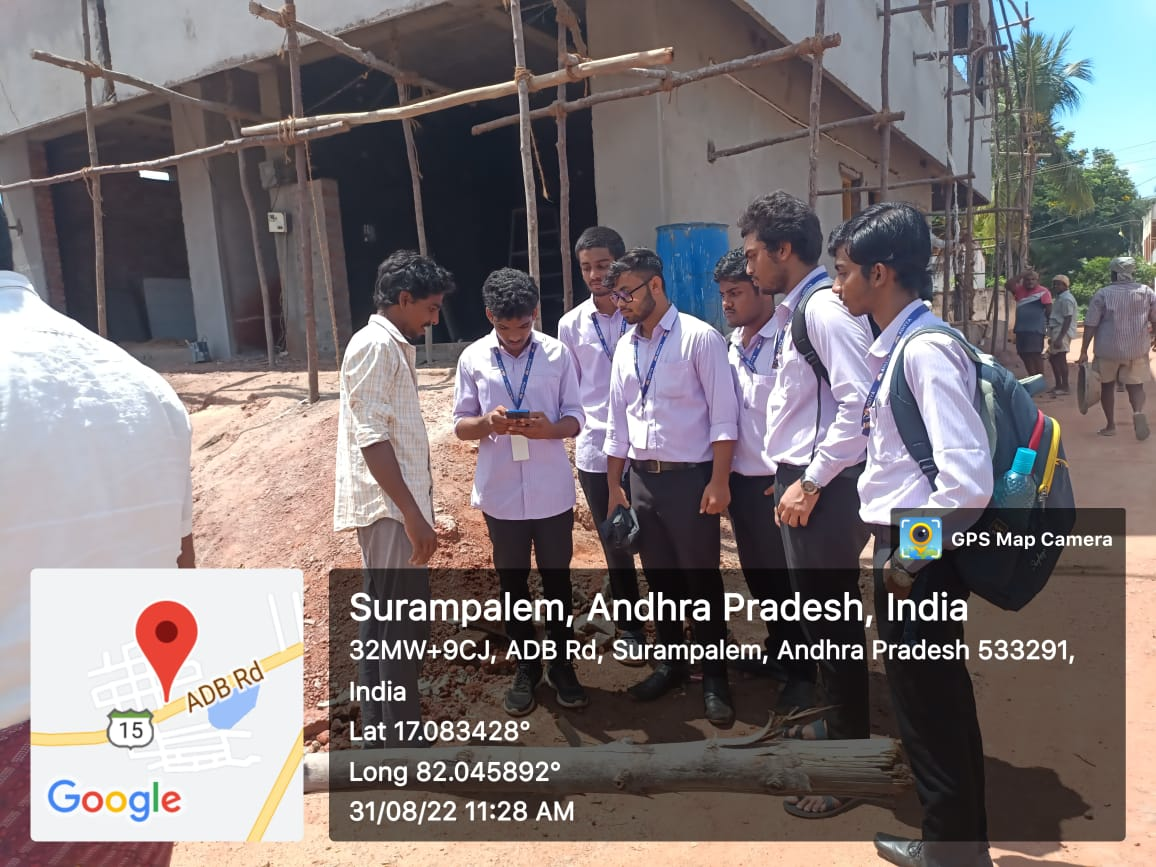 GPS Map Camera
Surampalem, Andhra Pradesh, India
32MW+9CJ, ADB Rd, Surampalem, Andhra Pradesh 533291,
India
Lat 17.083428°
Long 82.045892°
31/08/22 11:28 AM
ADB Rd
15
Google